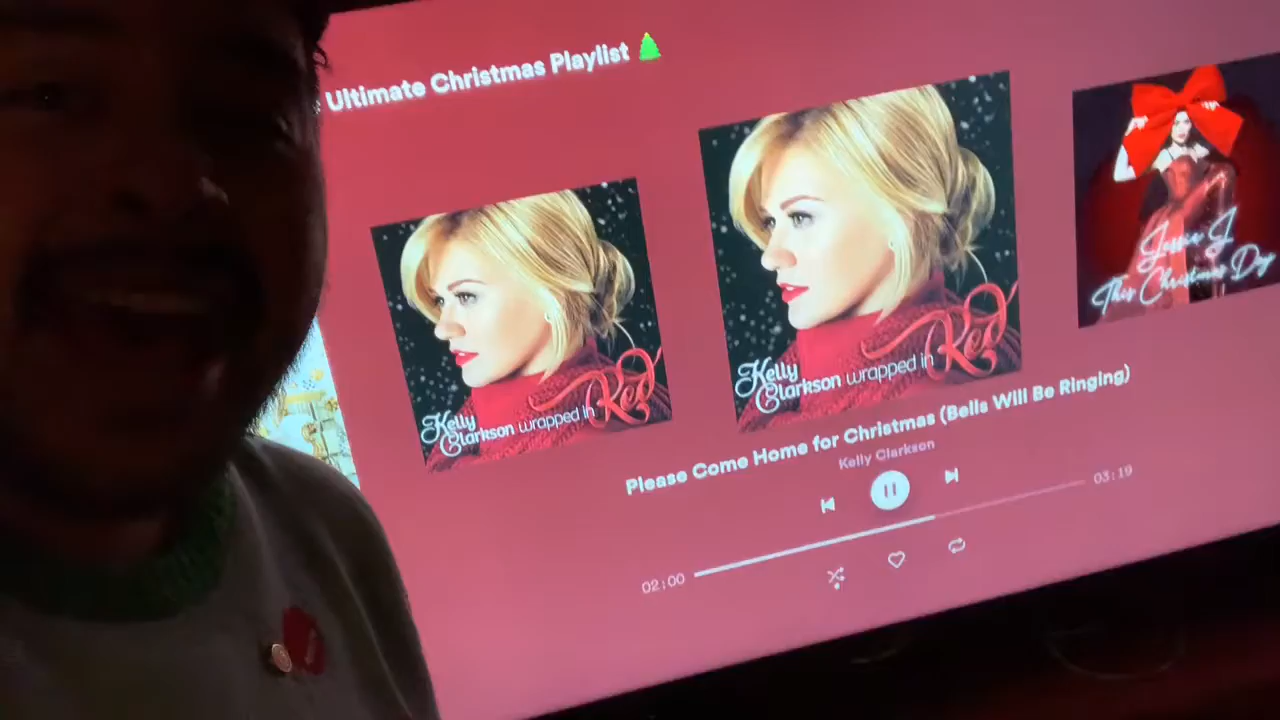 Ultimate Christmas Playlist 🎄
Kelly
Clarkson wrapped in Red
Kelly
Clarkson wrapped in Red
Jessie J
This Christmas Day
Please Come Home for Christmas (Bells Will Be Ringing)
Kelly Clarkson
02:00
03:19